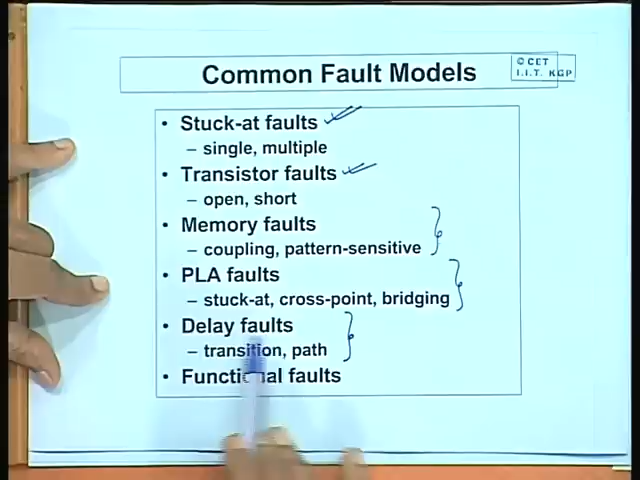 Common Fault Models
© CET
I.I.T. KGP
• Stuck-at faults
– single, multiple
• Transistor faults
– open, short
• Memory faults
– coupling, pattern-sensitive
• PLA faults
– stuck-at, cross-point, bridging
• Delay faults
– transition, path
• Functional faults